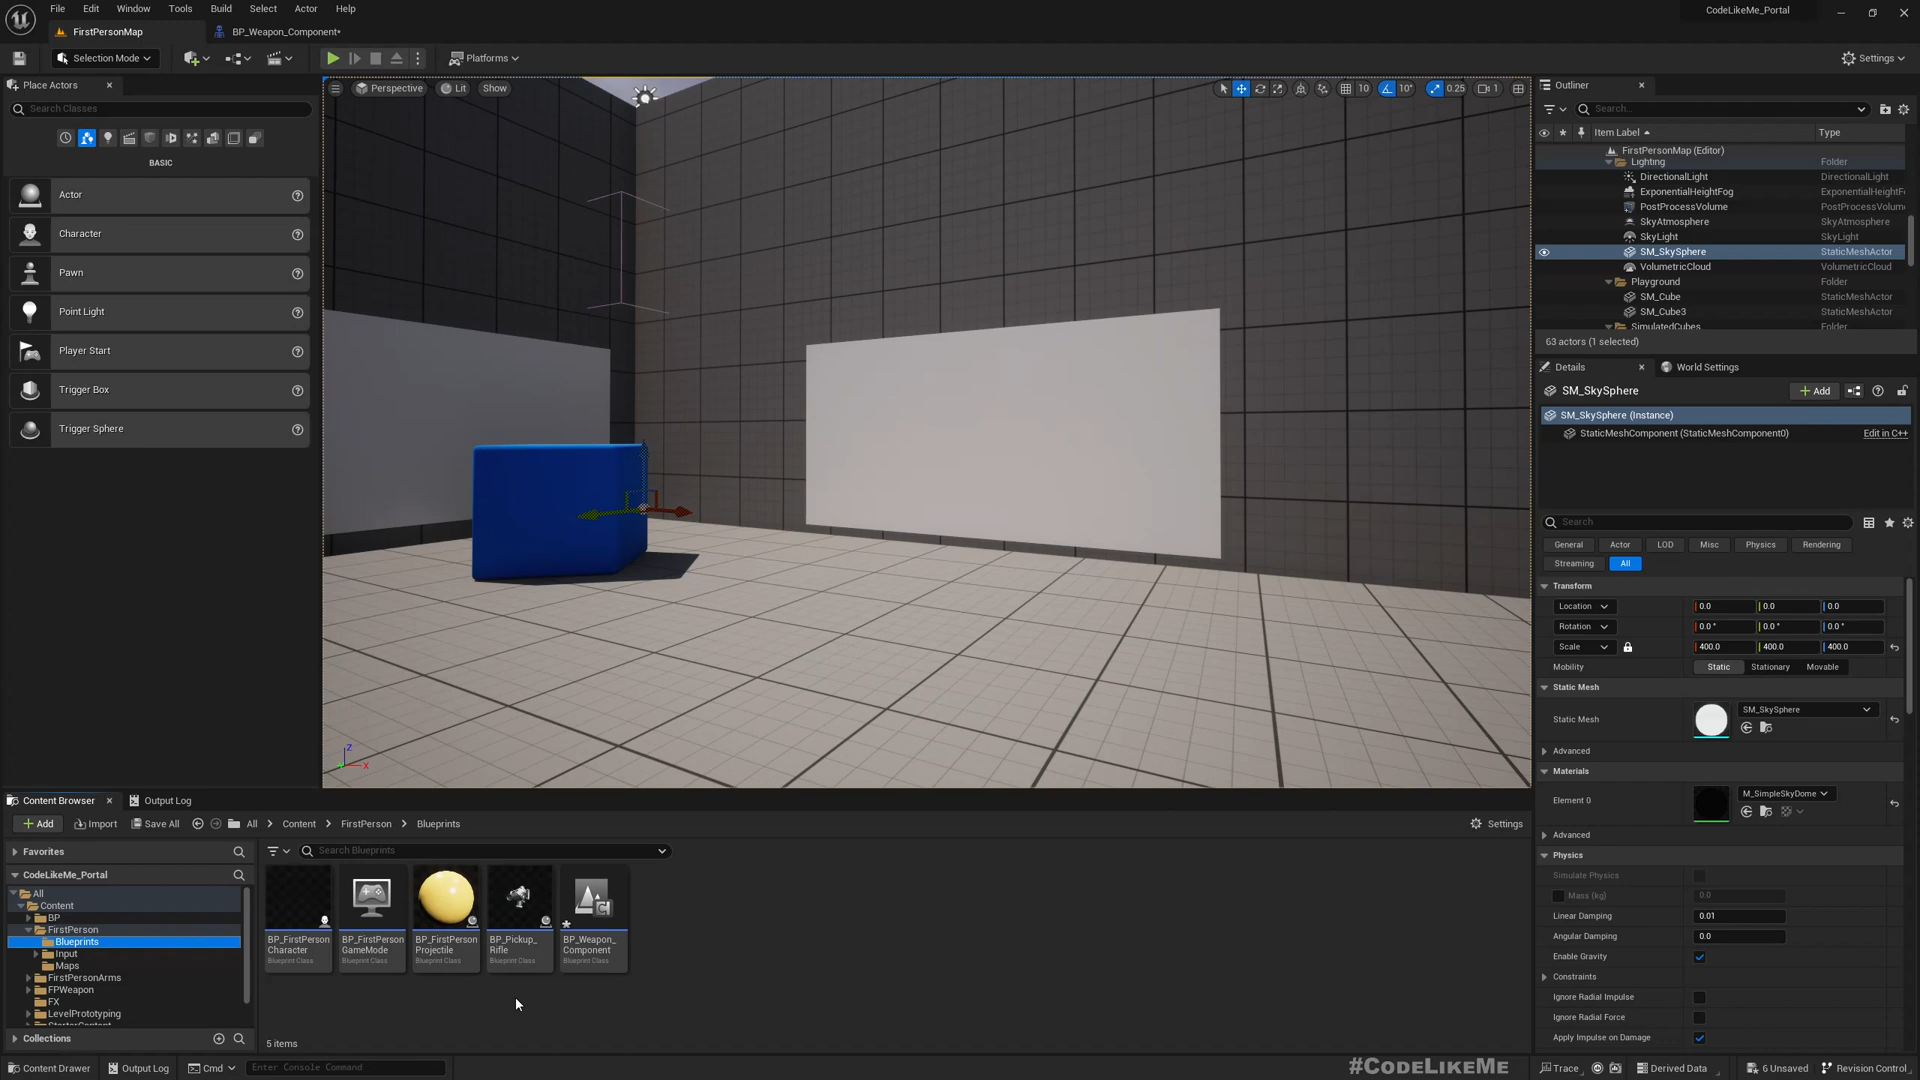 File Edit Window Tools Build Select Actor Help
CodeLikeMe_Portal
FirstPersonMap
BP_Weapon_Component*
Selection Mode
Platforms
Settings
Place Actors
Search Classes
BASIC
Actor
Character
Pawn
Point Light
Player Start
Trigger Box
Trigger Sphere
Perspective
Lit
Show
10
10°
0.25
1
Outliner
Search...
Item Label
Type
FirstPersonMap (Editor)
Lighting Folder
DirectionalLight DirectionalLight
ExponentialHeightFog ExponentialHeightF
PostProcessVolume PostProcessVolum
SkyAtmosphere SkyAtmosphere
SkyLight SkyLight
SM_SkySphere StaticMeshActor
VolumetricCloud VolumetricCloud
Playground Folder
SM_Cube StaticMeshActor
SM_Cube3 StaticMeshActor
SimulatedCubes Folder
63 actors (1 selected)
Details
World Settings
SM_SkySphere
Add
SM_SkySphere (Instance)
StaticMeshComponent (StaticMeshComponent0)
Edit in C++
Search
General Actor LOD Misc Physics Rendering
Streaming All
Transform
Location 0.0 0.0 0.0
Rotation 0.0° 0.0° 0.0°
Scale 400.0 400.0 400.0
Mobility Static Stationary Movable
Static Mesh
Static Mesh SM_SkySphere
Advanced
Materials
Element 0 M_SimpleSkyDome
Advanced
Physics
Simulate Physics
Mass (kg) 0.0
Linear Damping 0.01
Angular Damping 0.0
Enable Gravity
Constraints
Ignore Radial Impulse
Ignore Radial Force
Apply Impulse on Damage
Z
X
Content Browser
Output Log
Add Import Save All All Content FirstPerson Blueprints
Settings
Favorites
Search Blueprints
CodeLikeMe_Portal
All
Content
BP
FirstPerson
Blueprints
Input
Maps
FirstPersonArms
FPWeapon
FX
LevelPrototyping
StarterContent
Collections
BP_FirstPerson
Character
Blueprint Class
BP_FirstPerson
GameMode
Blueprint Class
BP_FirstPerson
Projectile
Blueprint Class
BP_Pickup_
Rifle
Blueprint Class
BP_Weapon_
Component
Blueprint Class
5 items
Content Drawer
Output Log
Cmd
Enter Console Command
#CODELIKEME
Trace
Derived Data
6 Unsaved
Revision Control